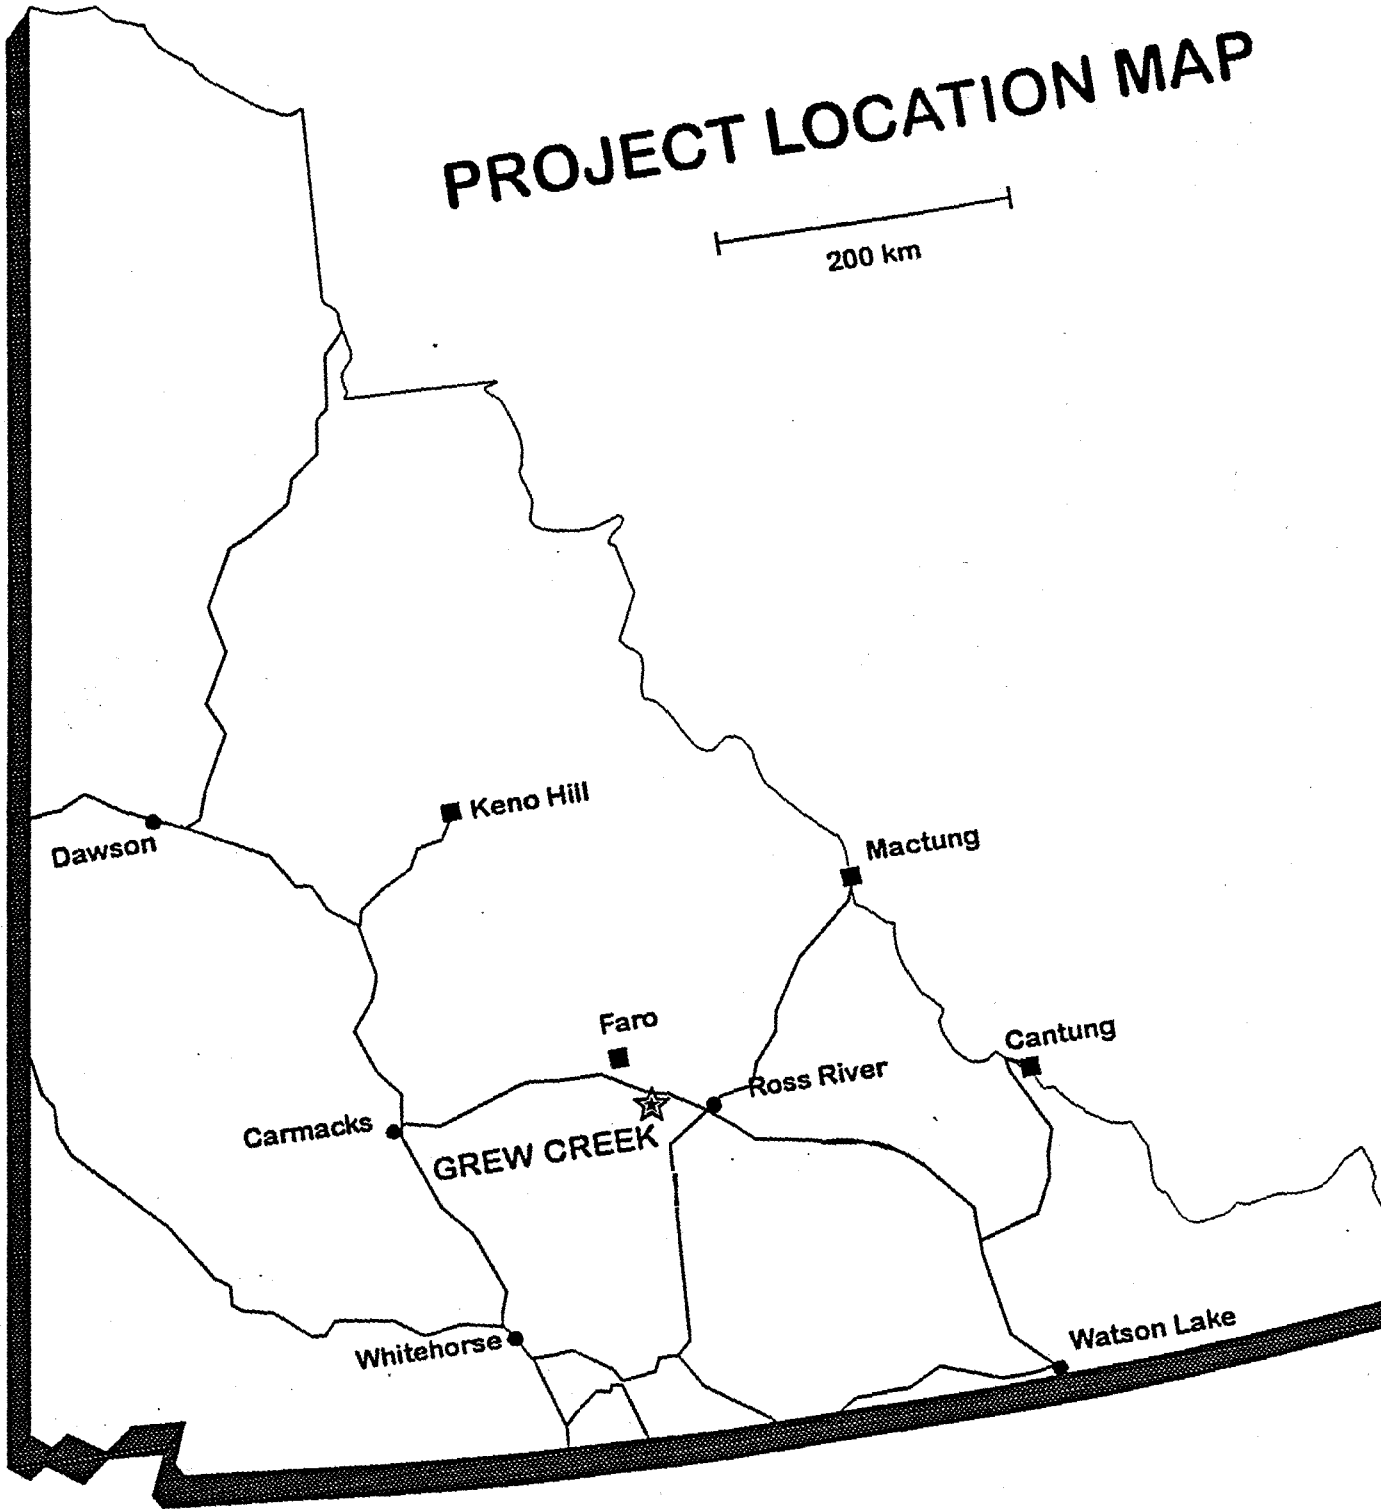 PROJECT LOCATION MAP
200 km
Keno Hill
Dawson
Mactung
Faro
Cantung
Ross River
Carmacks
GREW CREEK
Watson Lake
Whitehorse